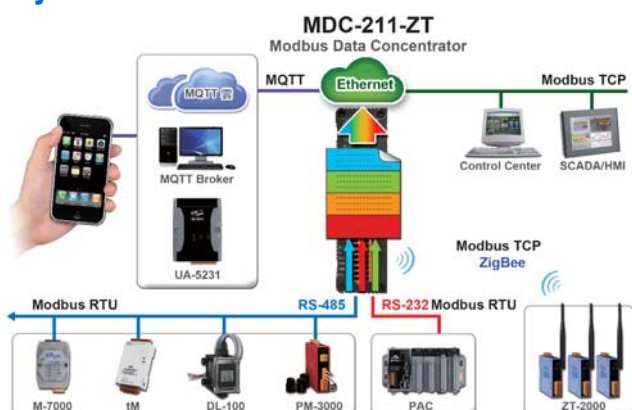 MDC-211-ZT
Modbus Data Concentrator
MQTT
Ethernet
Modbus TCP
MQTT 雲
MQTT Broker
UA-5231
Control Center
SCADA/HMI
Modbus TCP
ZigBee
Modbus RTU
RS-485
RS-232 Modbus RTU
M-7000
tM
DL-100
PM-3000
PAC
ZT-2000